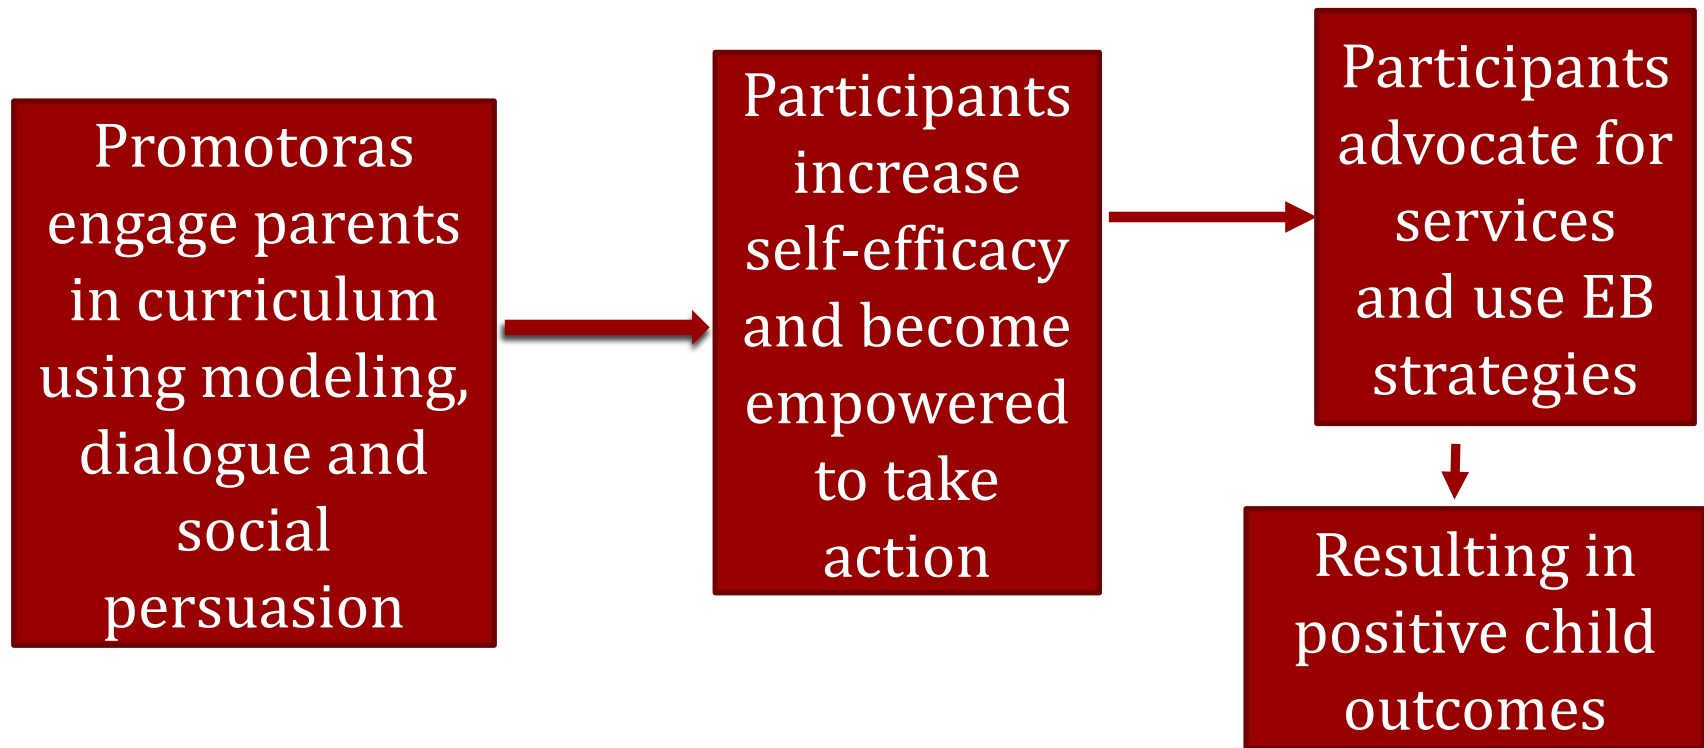 Promotoras
engage parents
in curriculum
using modeling,
dialogue and
social
persuasion
Participants
increase
self-efficacy
and become
empowered
to take
action
Participants
advocate for
services
and use EB
strategies
Resulting in
positive child
outcomes